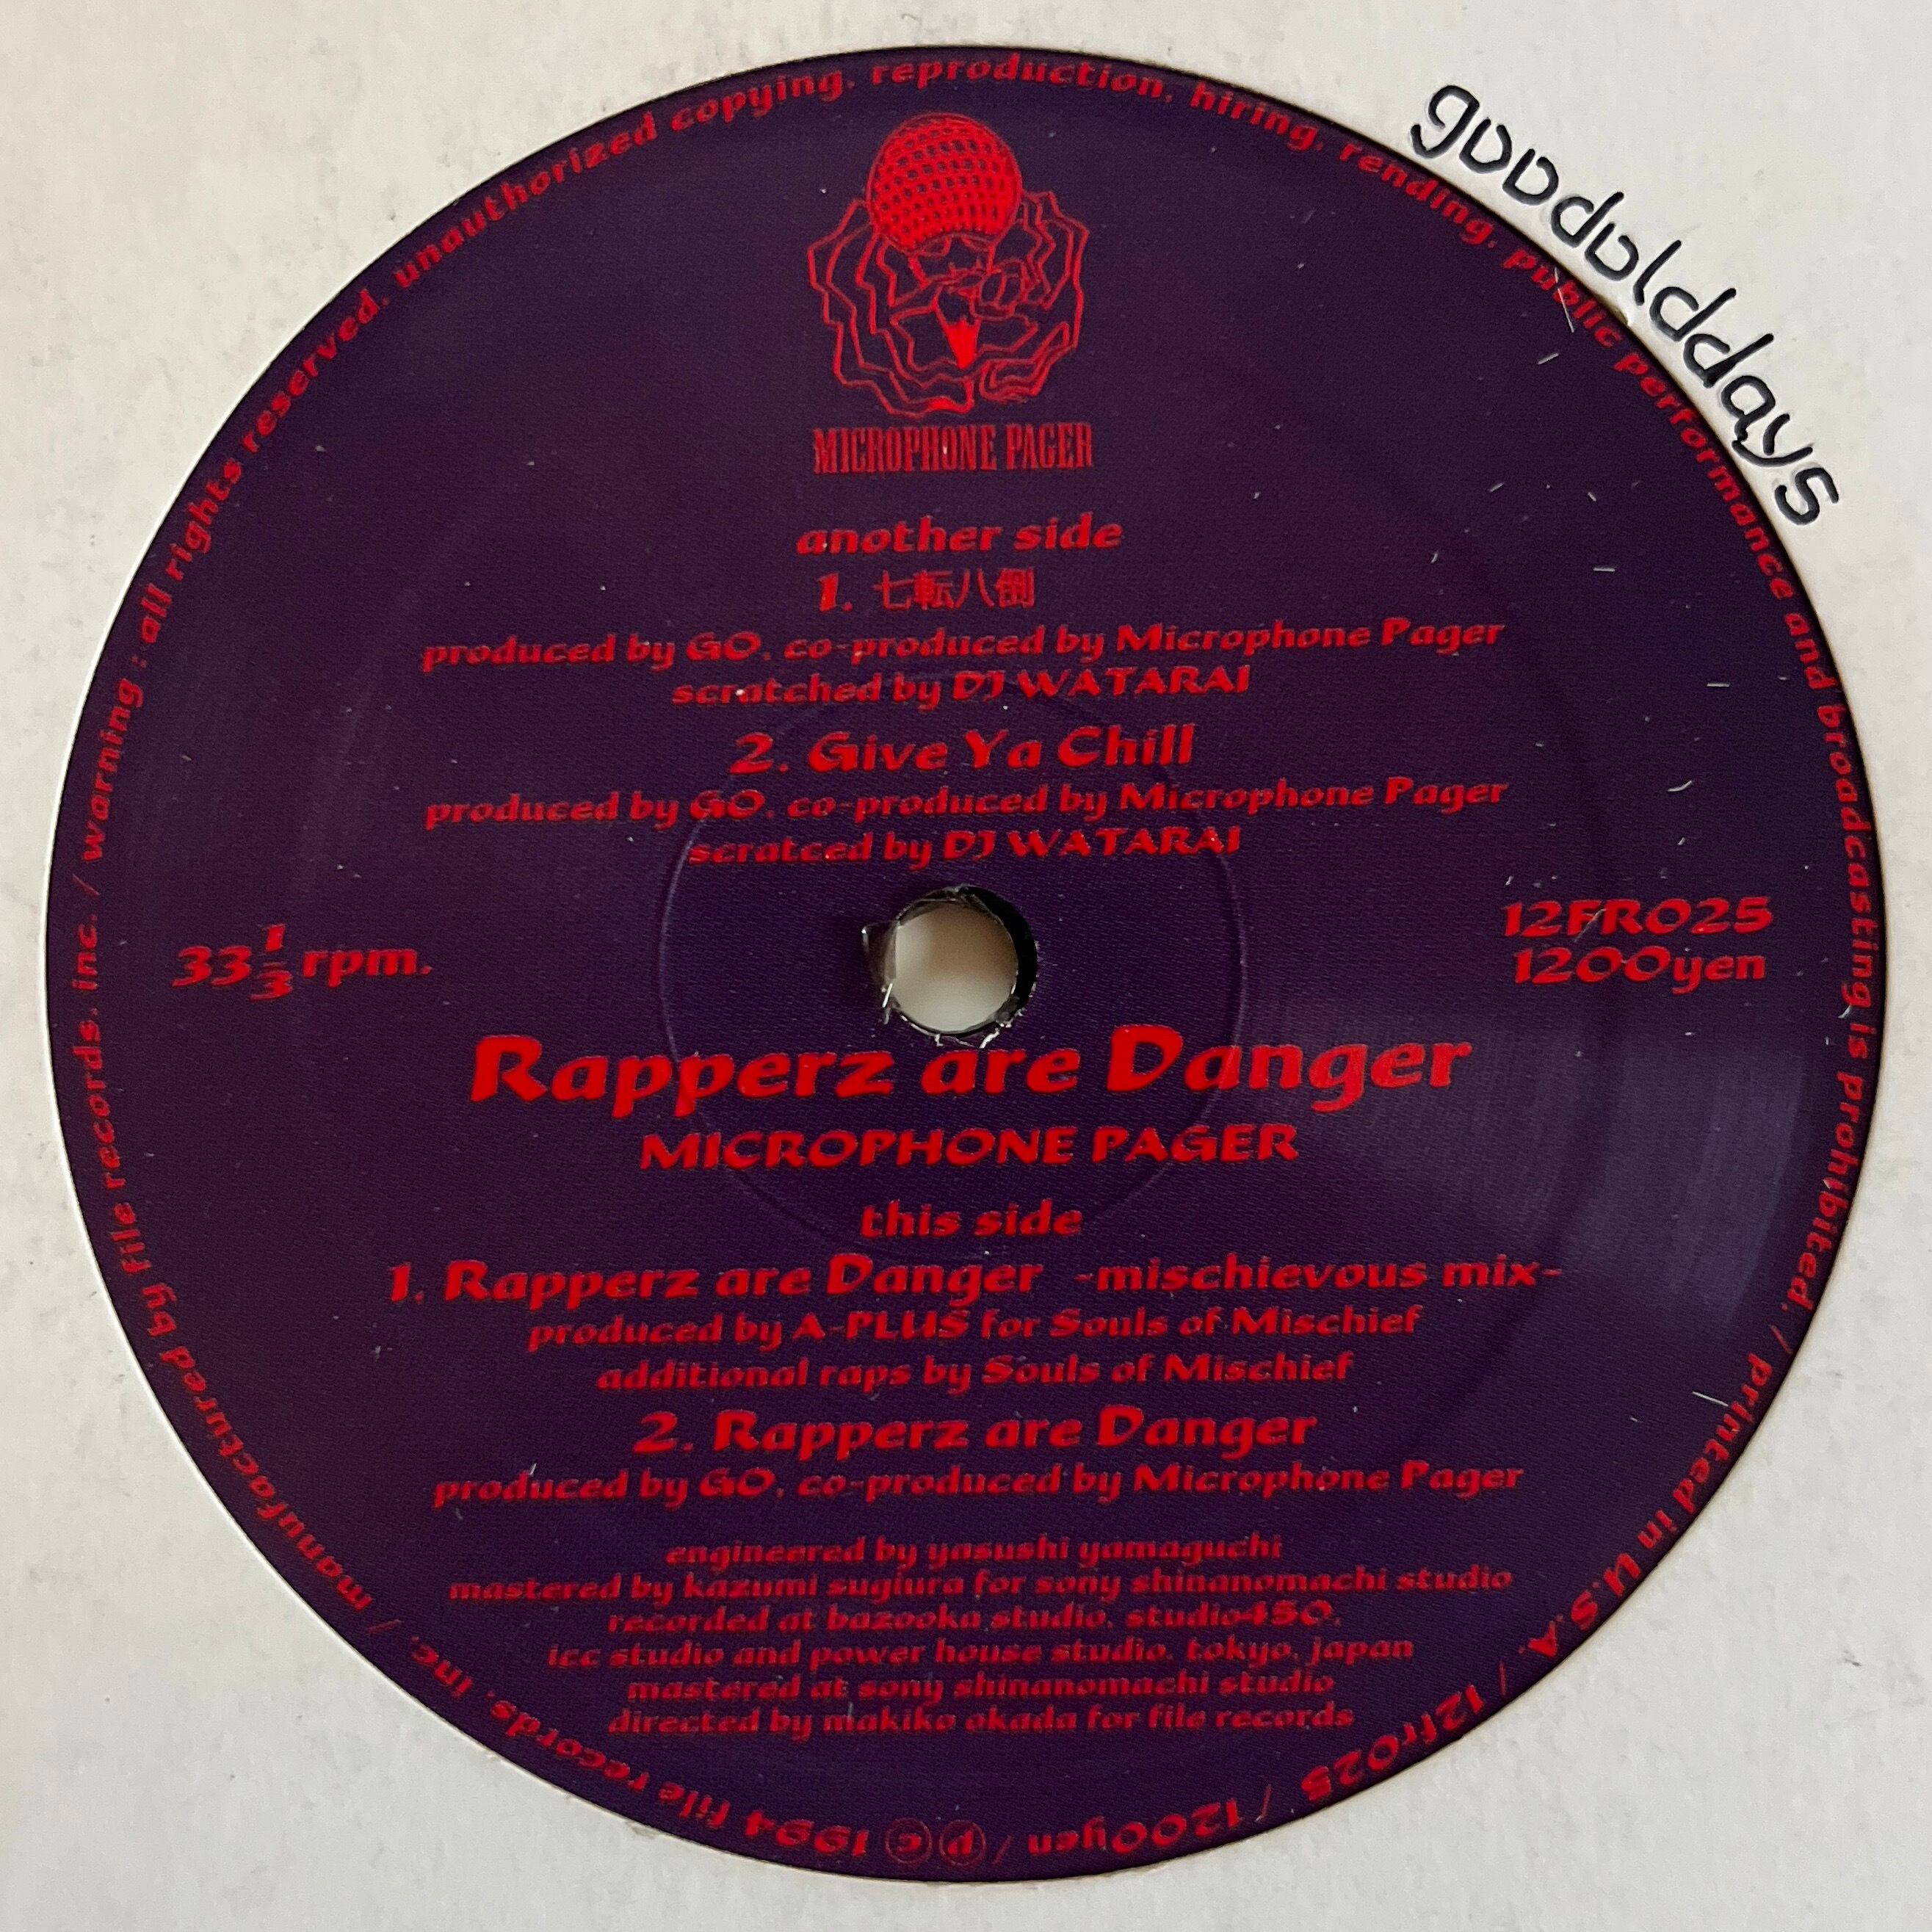 gooddolddays
MICROPHONE PAGER
another side
1. 七転八倒
produced by GO. co-produced by Microphone Pager
scratched by DJ WATARAI
2. Give Ya Chill
produced by GO. co-produced by Microphone Pager
scratced by DJ WATARAI
33 1/3 rpm.
12FR025
1200yen
Rapperz are Danger
MICROPHONE PAGER
this side
1. Rapperz are Danger -mischievous mix-
produced by A-PLUS for Souls of Mischief
additional raps by Souls of Mischief
2. Rapperz are Danger
produced by GO. co-produced by Microphone Pager
engineered by yasushi yamaguchi
mastered by kazumi sugiura for sony shinanomachi studio
recorded at bazooka studio. studio450.
icc studio and power house studio. tokyo. japan
mastered at sony shinanomachi studio
directed by makiko okada for file records
℗© 1994 file records. inc. / manufactured by file records. inc. / warning : all rights reserved. unauthorized copying. reproduction. hiring. rending. public performance and broadcasting is prohibited. / printed in U.S.A. / 12fr025 / 1200yen /